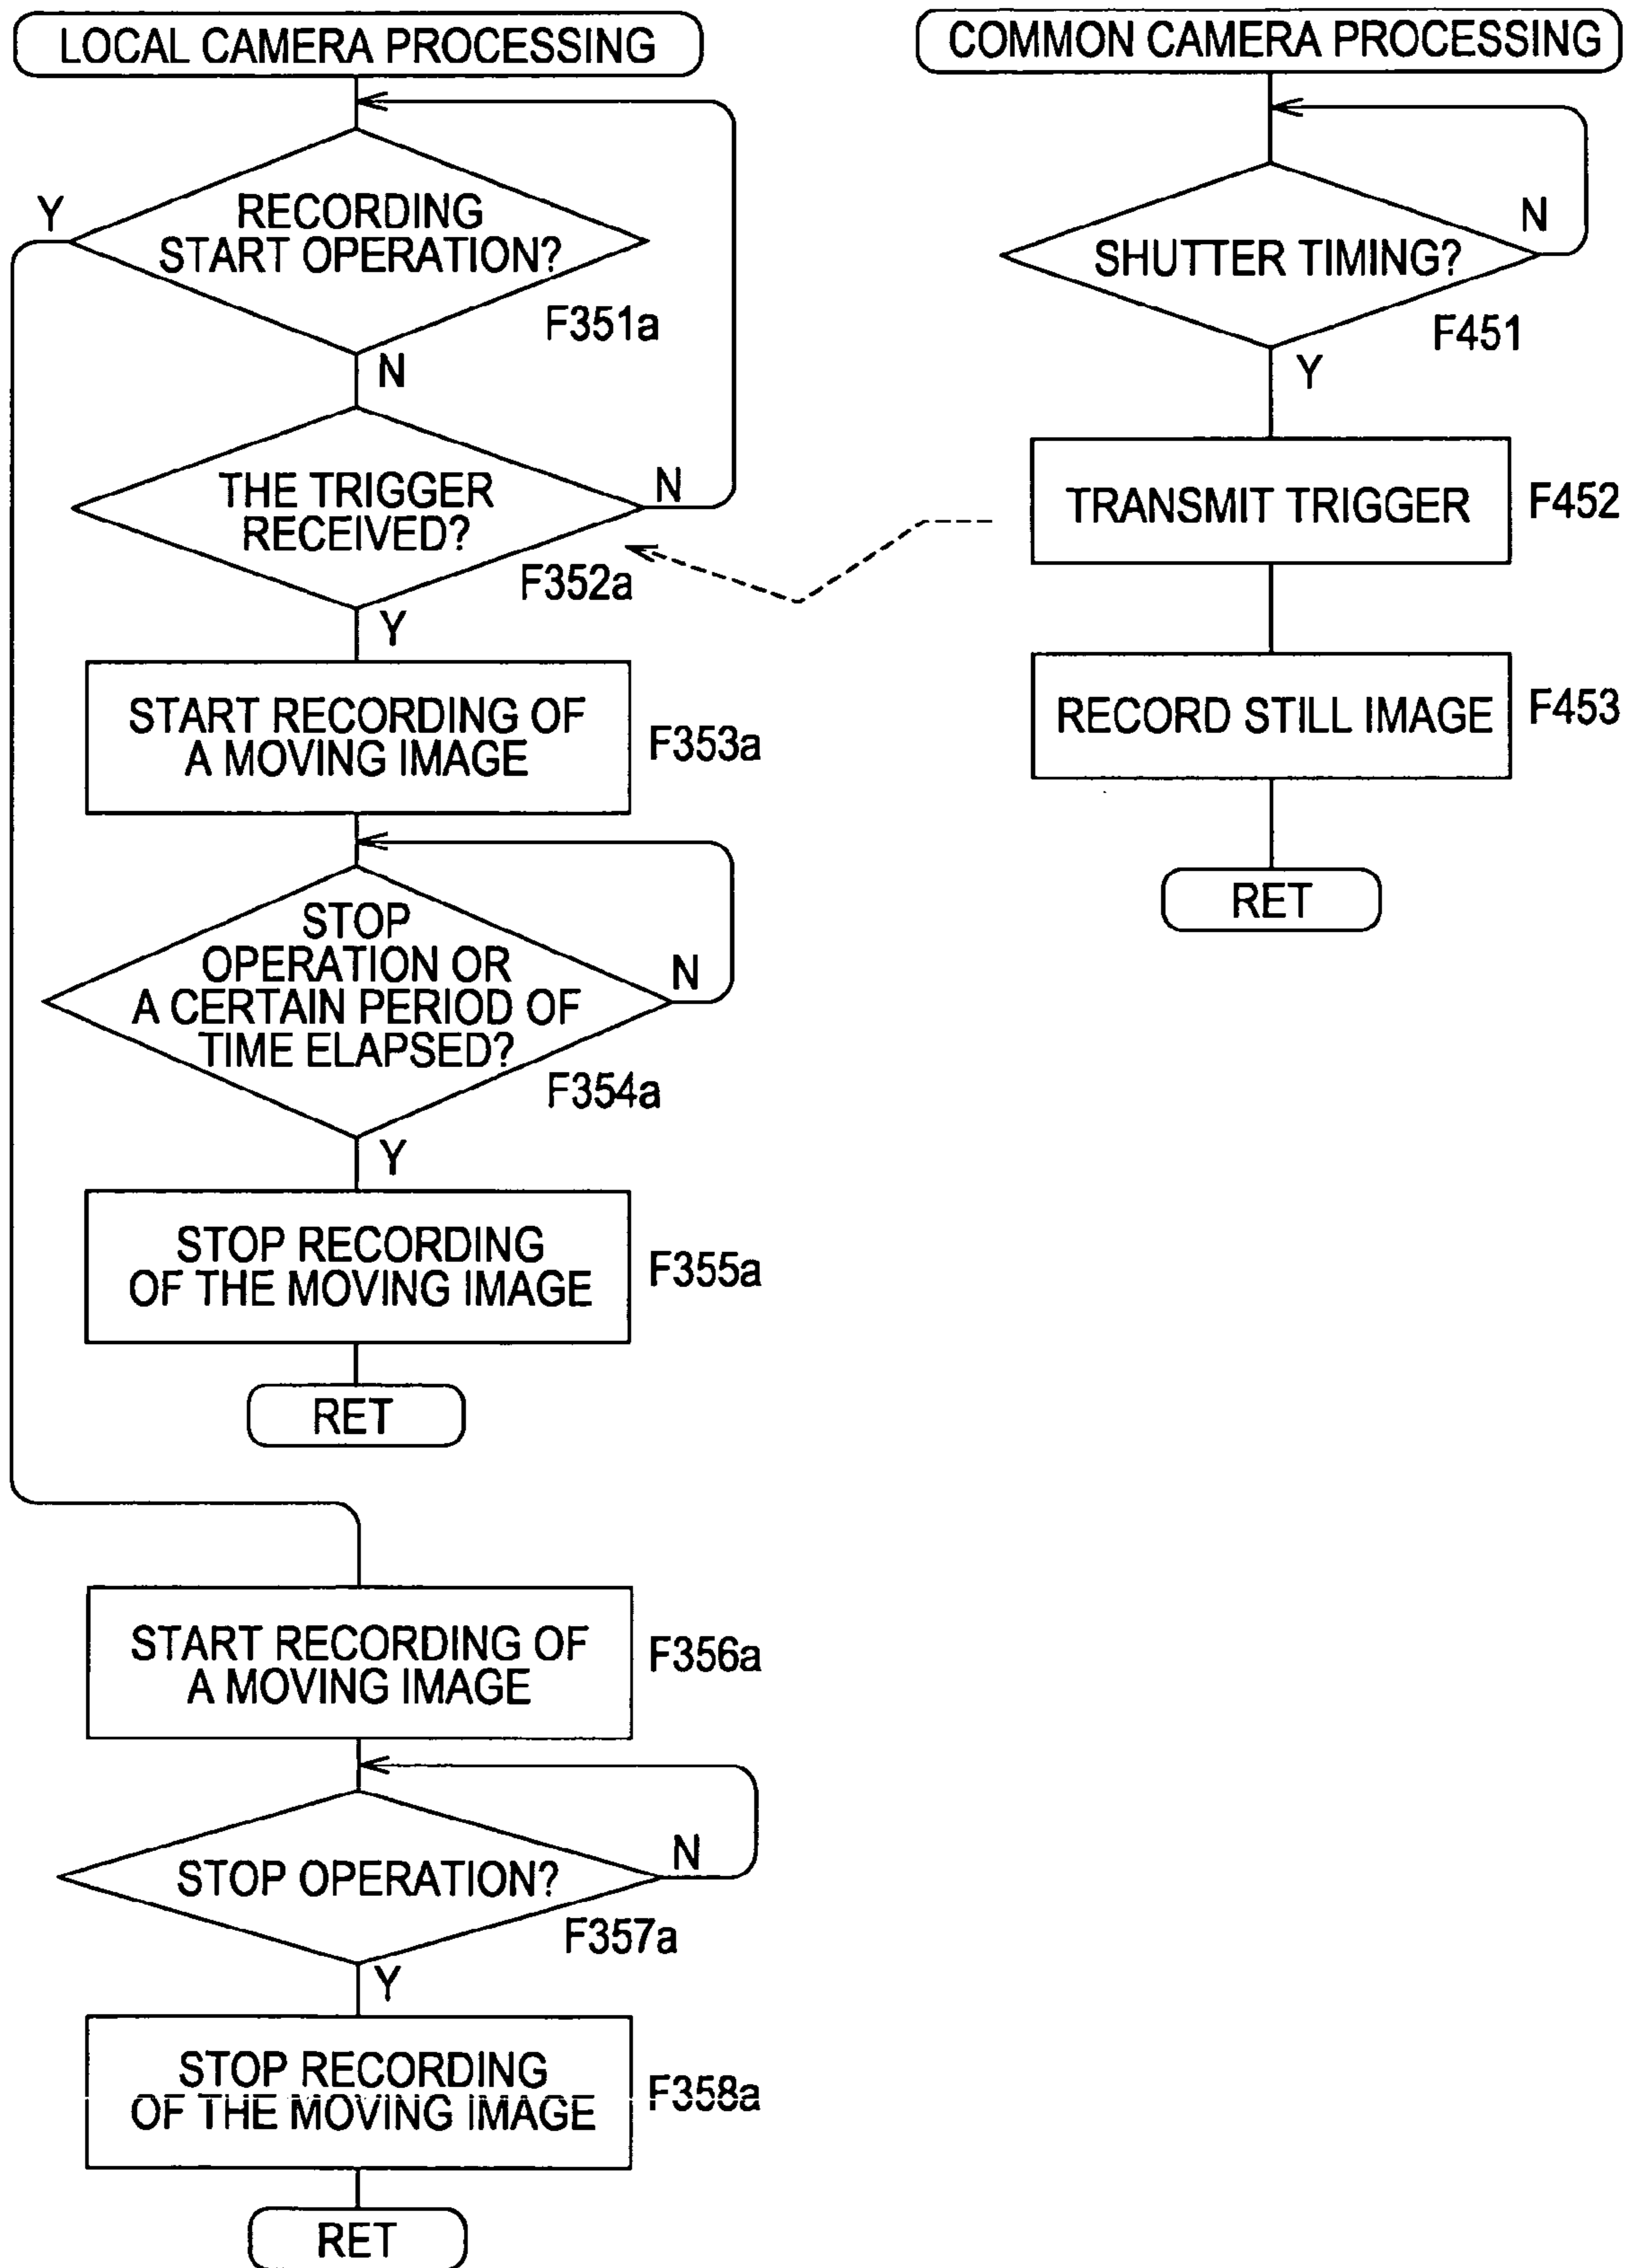 LOCAL CAMERA PROCESSING
Y
RECORDING
START OPERATION?
F351a
N
THE TRIGGER
RECEIVED?
N
F352a
Y
START RECORDING OF
A MOVING IMAGE
F353a
STOP
OPERATION OR
A CERTAIN PERIOD OF
TIME ELAPSED?
N
F354a
Y
STOP RECORDING
OF THE MOVING IMAGE
F355a
RET
START RECORDING OF
A MOVING IMAGE
F356a
STOP OPERATION?
N
F357a
Y
STOP RECORDING
OF THE MOVING IMAGE
F358a
RET
COMMON CAMERA PROCESSING
SHUTTER TIMING?
N
F451
Y
TRANSMIT TRIGGER
F452
RECORD STILL IMAGE
F453
RET